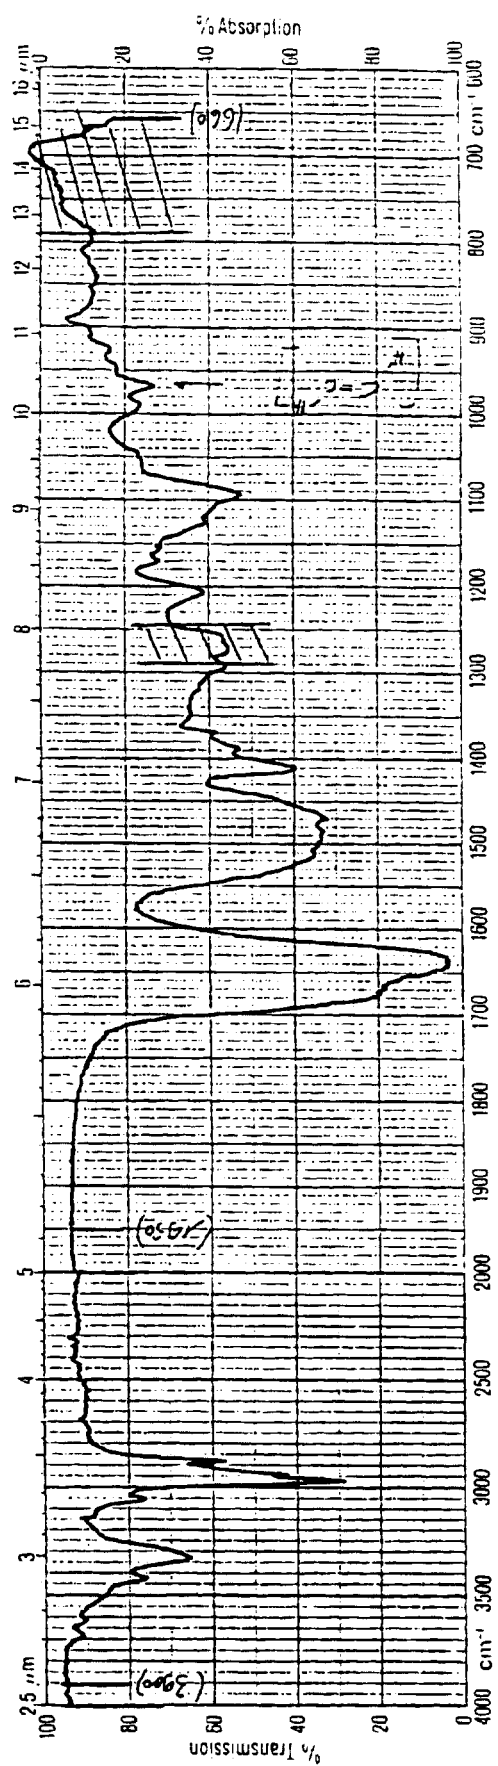 % Absorption
0 20 40 60 80 100
2.5 μm 3 4 5 6 7 8 9 10 11 12 13 14 15 16 μm
(3900)
(1950)
(660)
C=C
H
4000 cm⁻¹ 3500 3000 2500 2000 1900 1800 1700 1600 1500 1400 1300 1200 1100 1000 900 800 700 cm⁻¹ 600
100 80 60 40 20 0
% Transmission